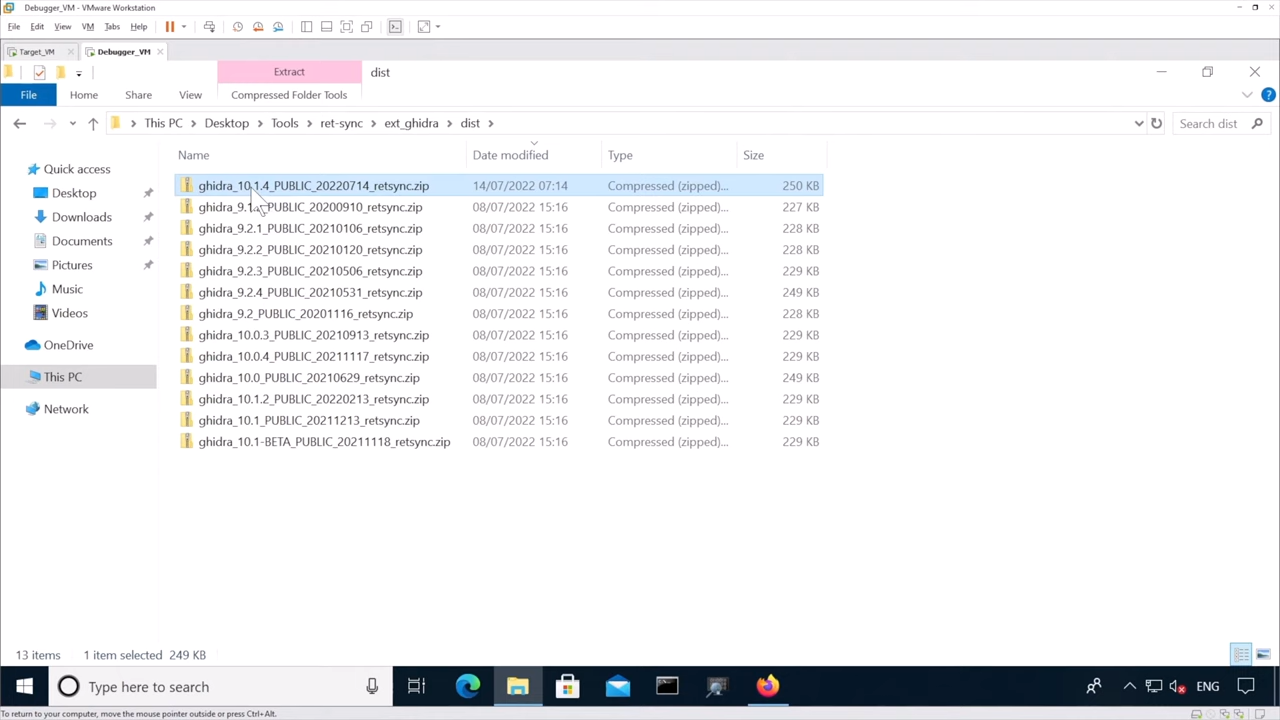 Debugger_VM - VMware Workstation
File Edit View VM Tabs Help
Target_VM Debugger_VM
Extract dist
File Home Share View Compressed Folder Tools
This PC Desktop Tools ret-sync ext_ghidra dist Search dist
Name Date modified Type Size
Quick access
Desktop
Downloads
Documents
Pictures
Music
Videos
OneDrive
This PC
Network
ghidra_10.1.4_PUBLIC_20220714_retsync.zip 14/07/2022 07:14 Compressed (zipped)... 250 KB
PUBLIC_20200910_retsync.zip 08/07/2022 15:16 Compressed (zipped)... 227 KB
ghidra_9.2.1_PUBLIC_20210106_retsync.zip 08/07/2022 15:16 Compressed (zipped)... 228 KB
ghidra_9.2.2_PUBLIC_20210120_retsync.zip 08/07/2022 15:16 Compressed (zipped)... 228 KB
ghidra_9.2.3_PUBLIC_20210506_retsync.zip 08/07/2022 15:16 Compressed (zipped)... 229 KB
ghidra_9.2.4_PUBLIC_20210531_retsync.zip 08/07/2022 15:16 Compressed (zipped)... 249 KB
ghidra_9.2_PUBLIC_20201116_retsync.zip 08/07/2022 15:16 Compressed (zipped)... 228 KB
ghidra_10.0.3_PUBLIC_20210913_retsync.zip 08/07/2022 15:16 Compressed (zipped)... 229 KB
ghidra_10.0.4_PUBLIC_20211117_retsync.zip 08/07/2022 15:16 Compressed (zipped)... 229 KB
ghidra_10.0_PUBLIC_20210629_retsync.zip 08/07/2022 15:16 Compressed (zipped)... 249 KB
ghidra_10.1.2_PUBLIC_20220213_retsync.zip 08/07/2022 15:16 Compressed (zipped)... 229 KB
ghidra_10.1_PUBLIC_20211213_retsync.zip 08/07/2022 15:16 Compressed (zipped)... 229 KB
ghidra_10.1-BETA_PUBLIC_20211118_retsync.zip 08/07/2022 15:16 Compressed (zipped)... 229 KB
13 items 1 item selected 249 KB
Type here to search ENG
To return to your computer, move the mouse pointer outside or press Ctrl+Alt.